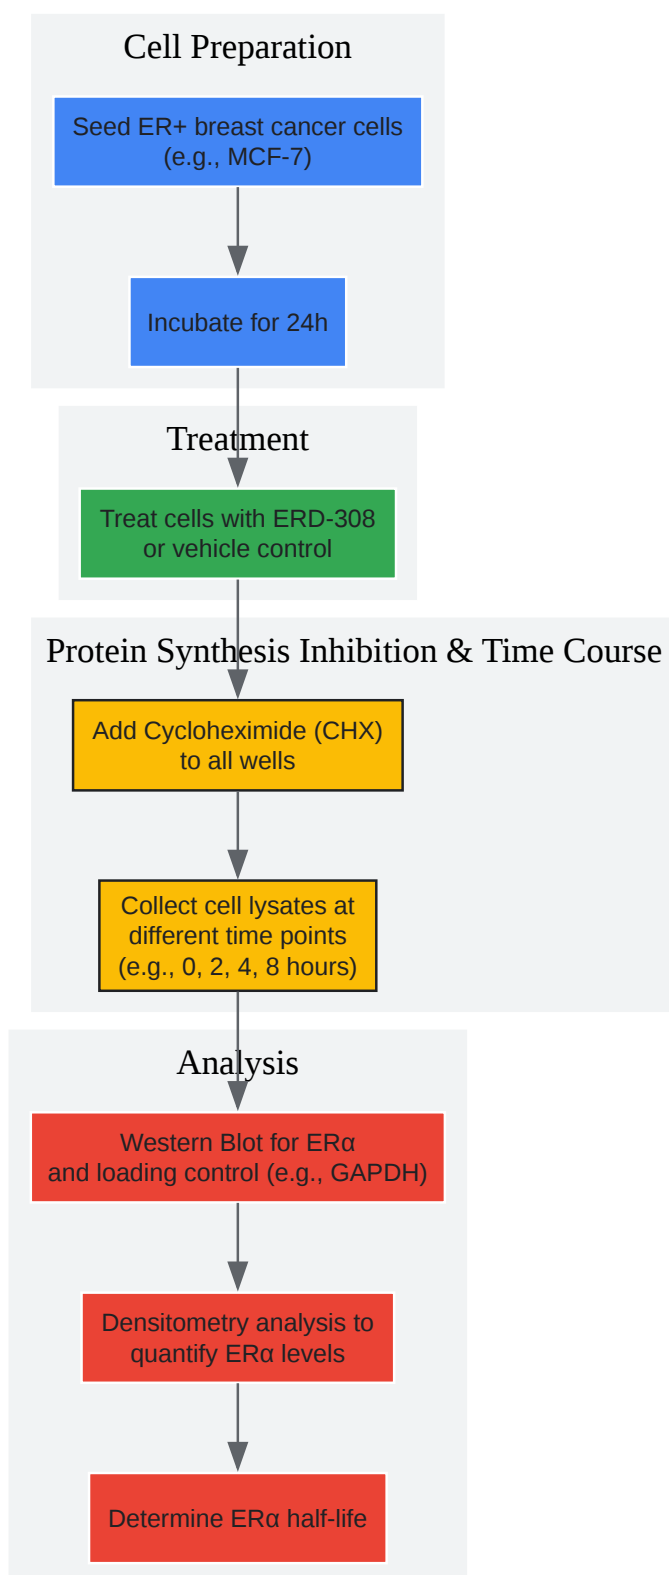 Cell Preparation
Seed ER+ breast cancer cells
(e.g., MCF-7)
Incubate for 24h
Treatment
Treat cells with ERD-308
or vehicle control
Protein Synthesis Inhibition & Time Course
Add Cycloheximide (CHX)
to all wells
Collect cell lysates at
different time points
(e.g., 0, 2, 4, 8 hours)
Analysis
Western Blot for ERα
and loading control (e.g., GAPDH)
Densitometry analysis to
quantify ERα levels
Determine ERα half-life